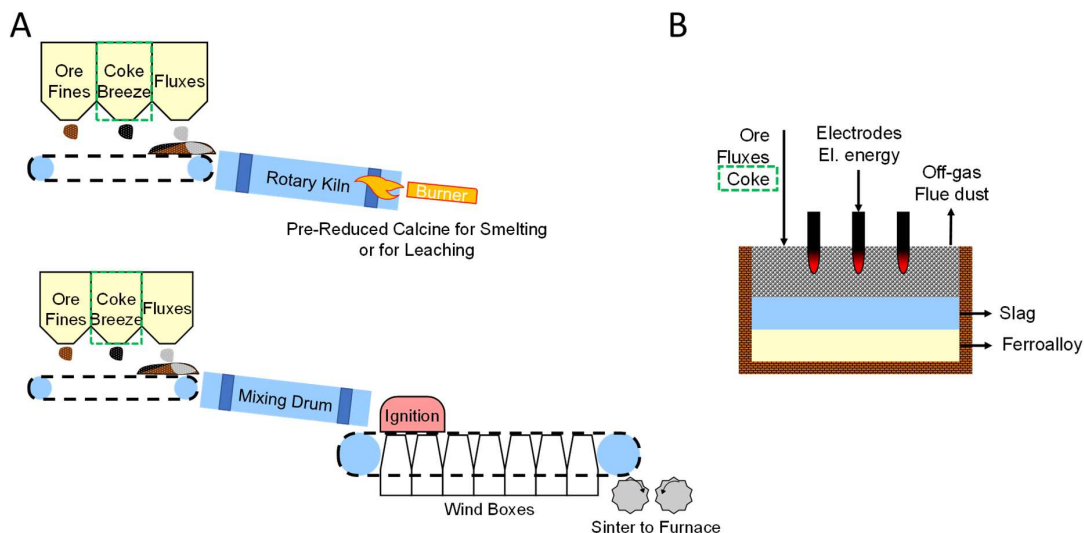 A
Ore
Fines
Coke
Breeze
Fluxes
Rotary Kiln
Burner
Pre-Reduced Calcine for Smelting
or for Leaching
Ore
Fines
Coke
Breeze
Fluxes
Mixing Drum
Ignition
Wind Boxes
Sinter to Furnace
B
Ore
Fluxes
Coke
Electrodes
El. energy
Off-gas
Flue dust
Slag
Ferroalloy